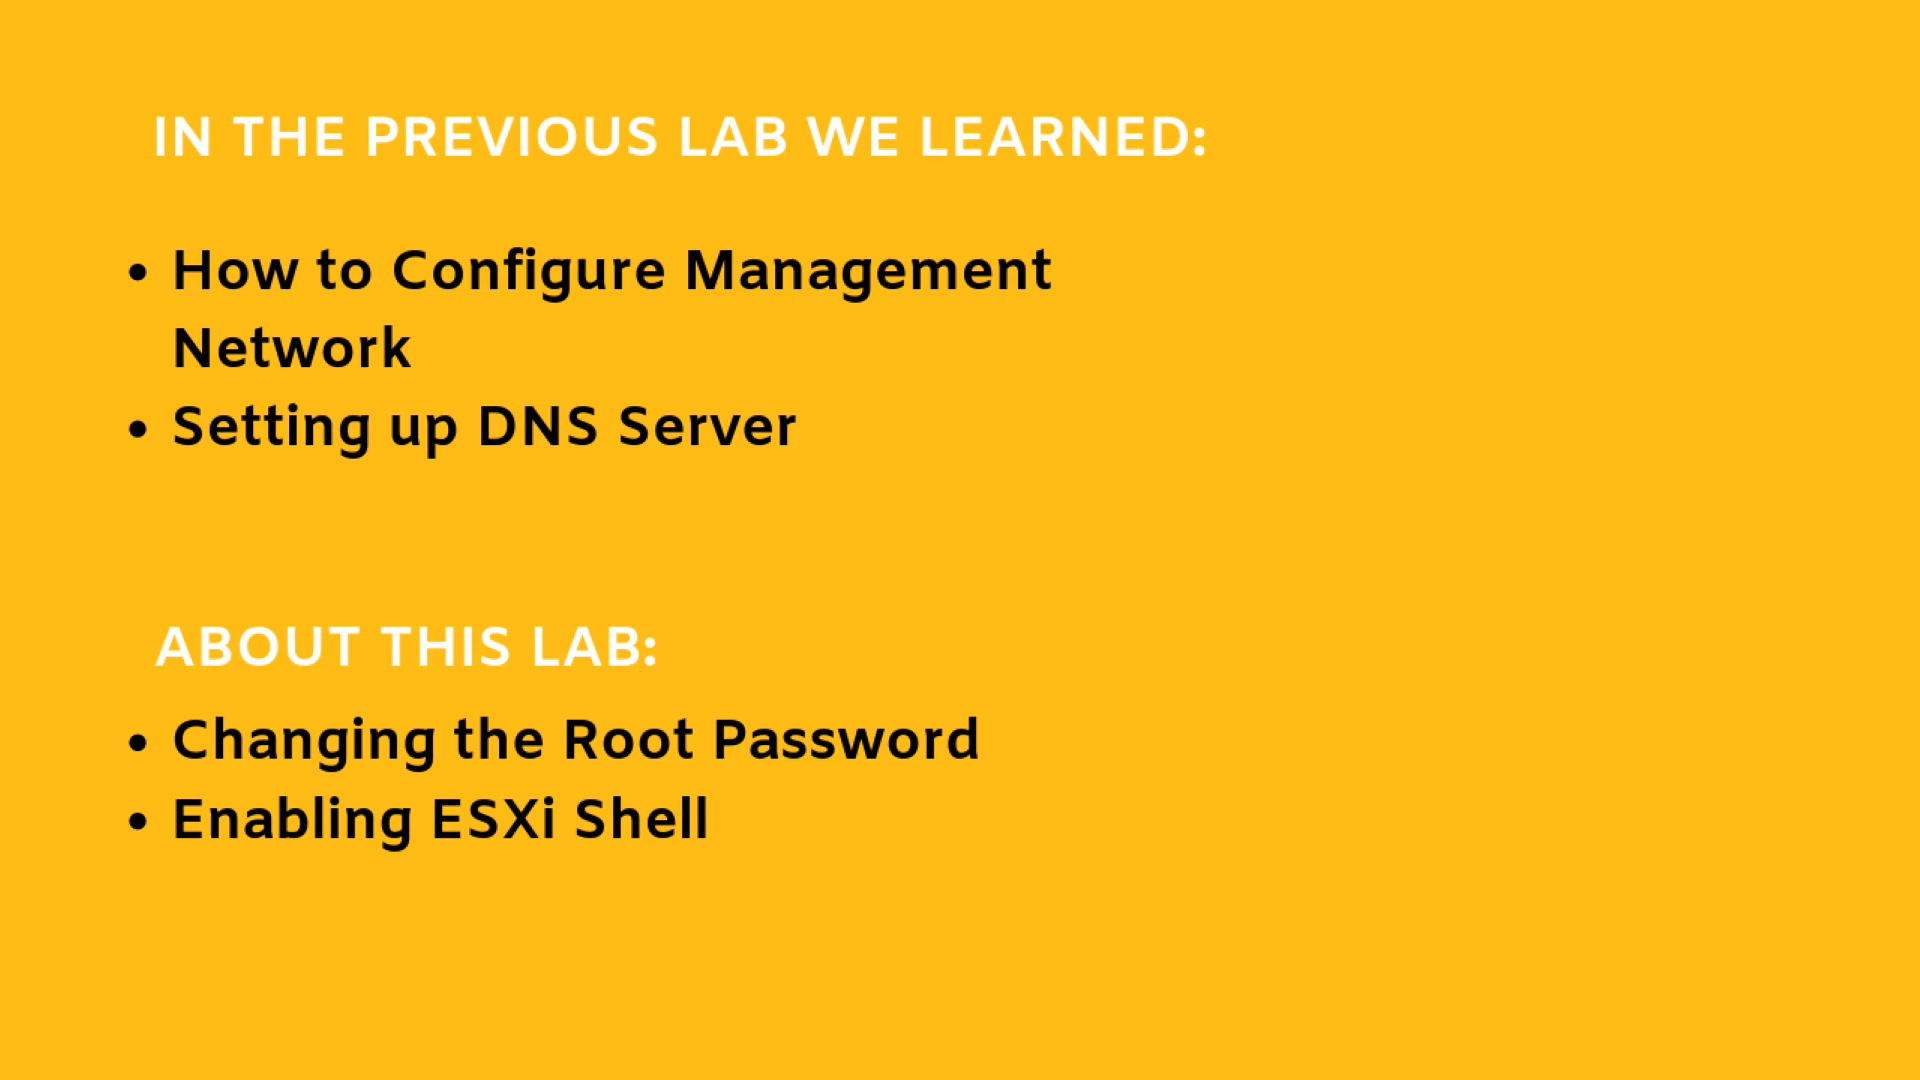 IN THE PREVIOUS LAB WE LEARNED:
• How to Configure Management
Network
• Setting up DNS Server
ABOUT THIS LAB:
• Changing the Root Password
• Enabling ESXi Shell